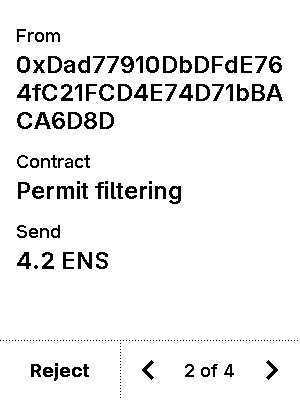 From
0xDad77910DbDFdE76
4fC21FCD4E74D71bBA
CA6D8D
Contract
Permit filtering
Send
4.2 ENS
Reject
2 of 4